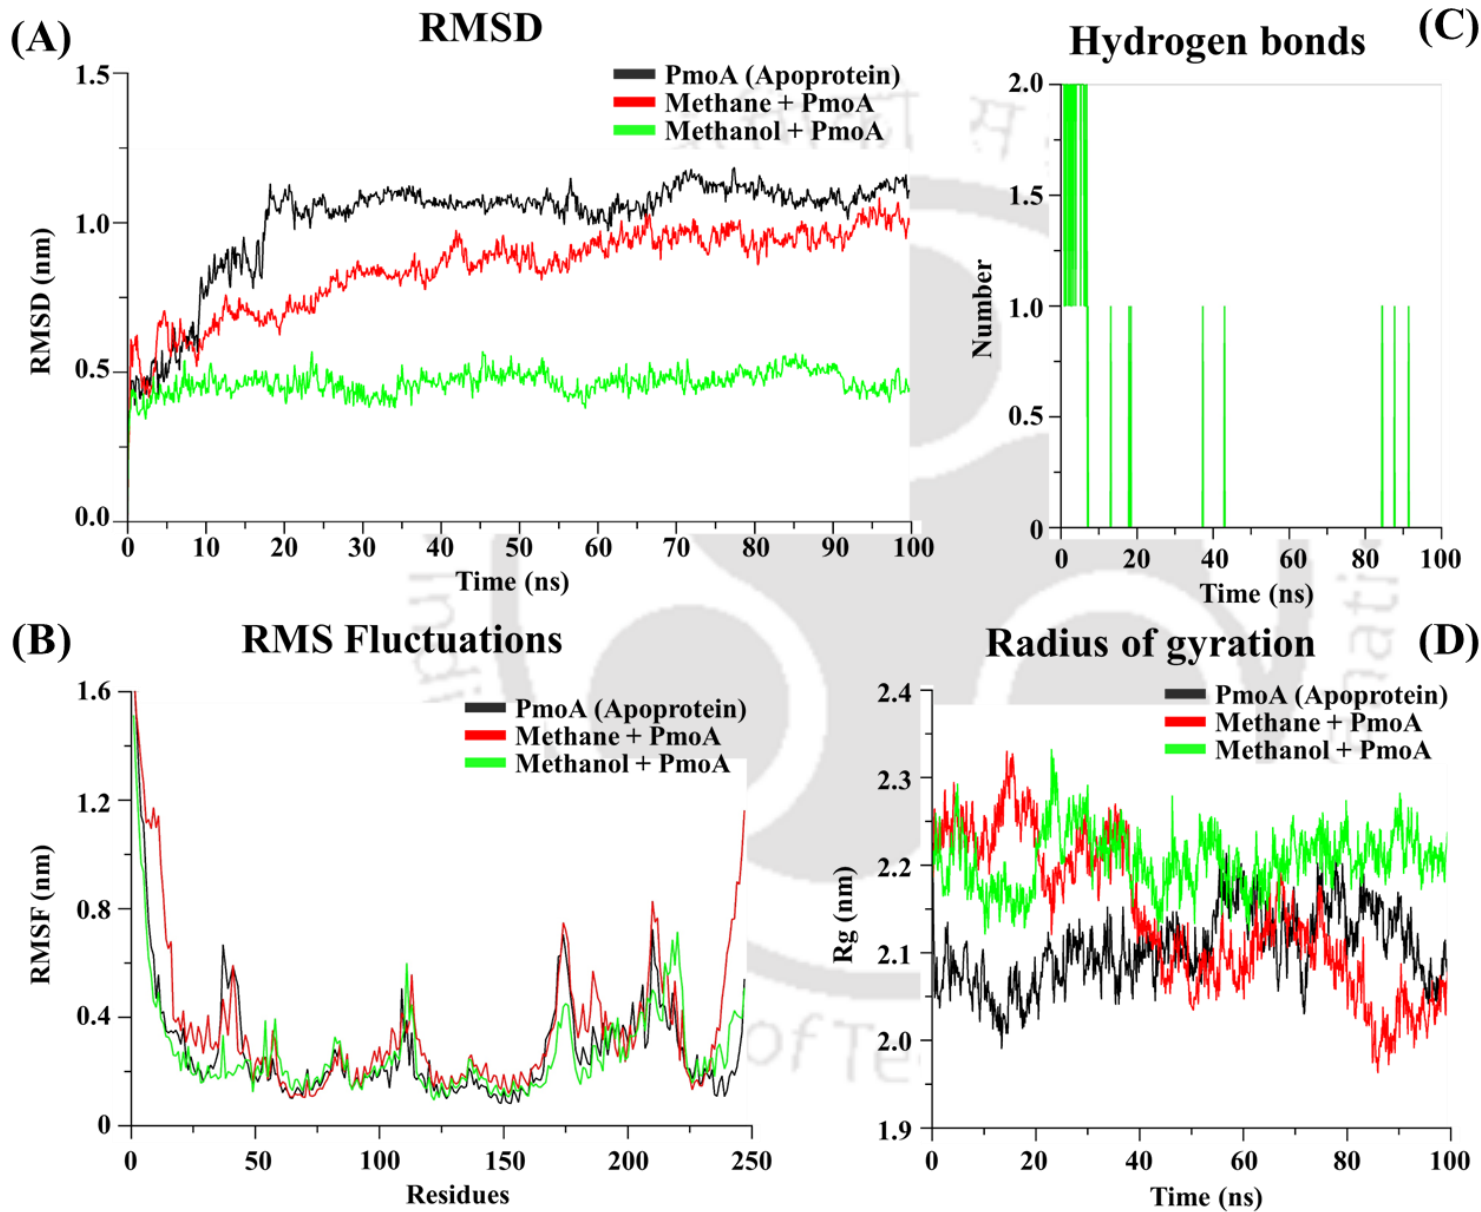 (A)
RMSD
1.5
1.0
0.5
0.0
RMSD (nm)
PmoA (Apoprotein)
Methane + PmoA
Methanol + PmoA
0 10 20 30 40 50 60 70 80 90 100
Time (ns)
(C)
Hydrogen bonds
2.0
1.5
1.0
0.5
0
Number
0 20 40 60 80 100
Time (ns)
(B)
RMS Fluctuations
1.6
1.2
0.8
0.4
0
RMSF (nm)
PmoA (Apoprotein)
Methane + PmoA
Methanol + PmoA
0 50 100 150 200 250
Residues
(D)
Radius of gyration
2.4
2.3
2.2
2.1
2.0
1.9
Rg (nm)
PmoA (Apoprotein)
Methane + PmoA
Methanol + PmoA
0 20 40 60 80 100
Time (ns)
of Te